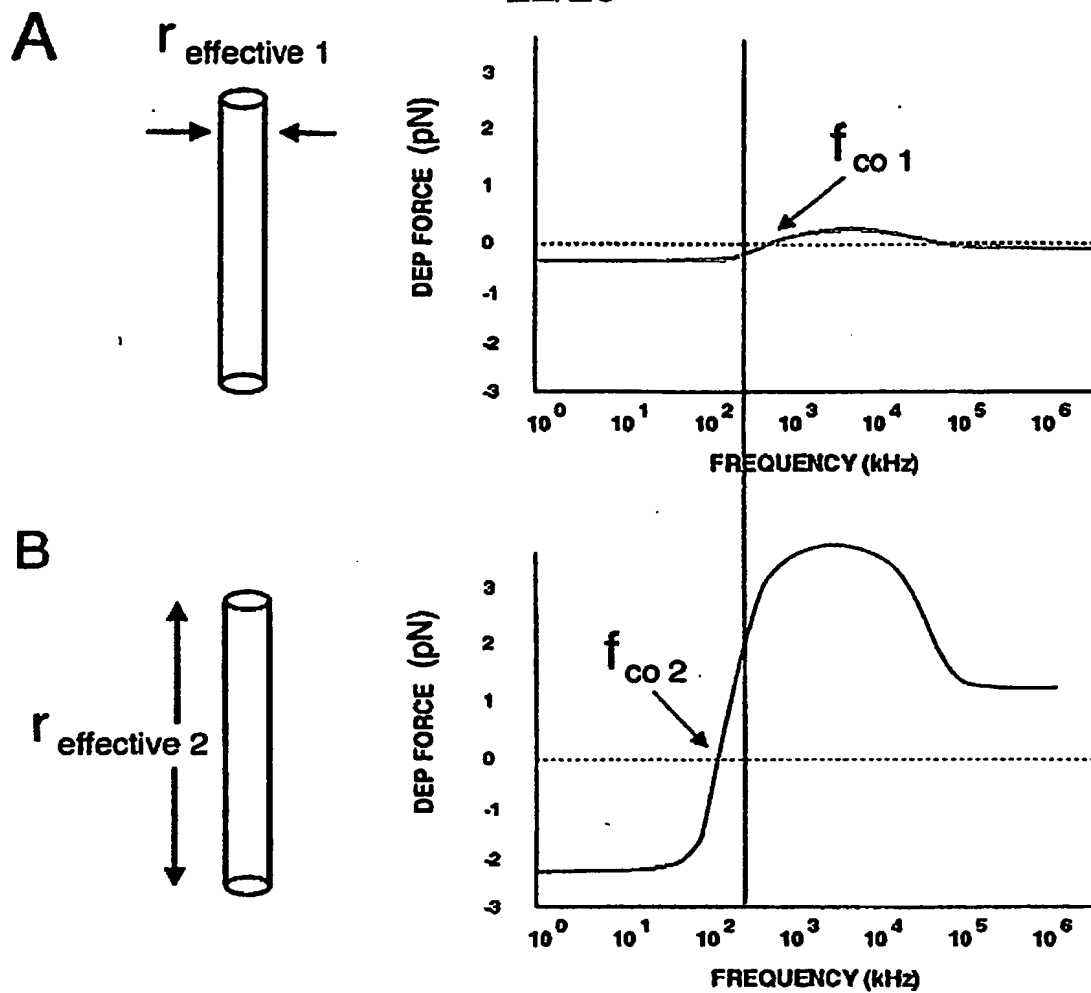 A
r effective 1
DEP FORCE (pN)
3
2
1
0
-1
-2
-3
f co 1
10^0 10^1 10^2 10^3 10^4 10^5 10^6
FREQUENCY (kHz)
B
r effective 2
DEP FORCE (pN)
3
2
1
0
-1
-2
-3
f co 2
10^0 10^1 10^2 10^3 10^4 10^5 10^6
FREQUENCY (kHz)